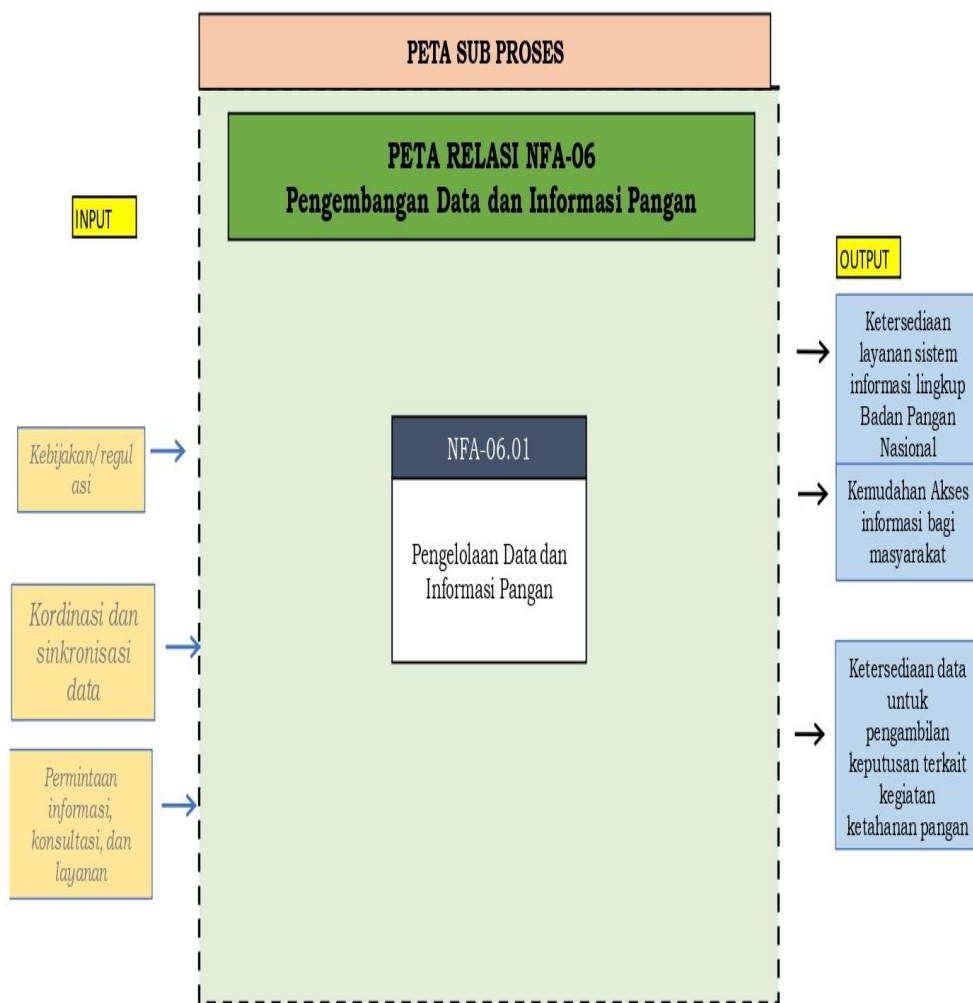 PETA SUB PROSES
PETA RELASI NFA-06
Pengembangan Data dan Informasi Pangan
INPUT
Kebijakan/regul
asi
Kordinasi dan
sinkronisasi
data
Permintaan
informasi,
konsultasi, dan
layanan
NFA-06.01
Pengelolaan Data dan
Informasi Pangan
OUTPUT
Ketersediaan
layanan sistem
informasi lingkup
Badan Pangan
Nasional
Kemudahan Akses
informasi bagi
masyarakat
Ketersediaan data
untuk
pengambilan
keputusan terkait
kegiatan
ketahanan pangan